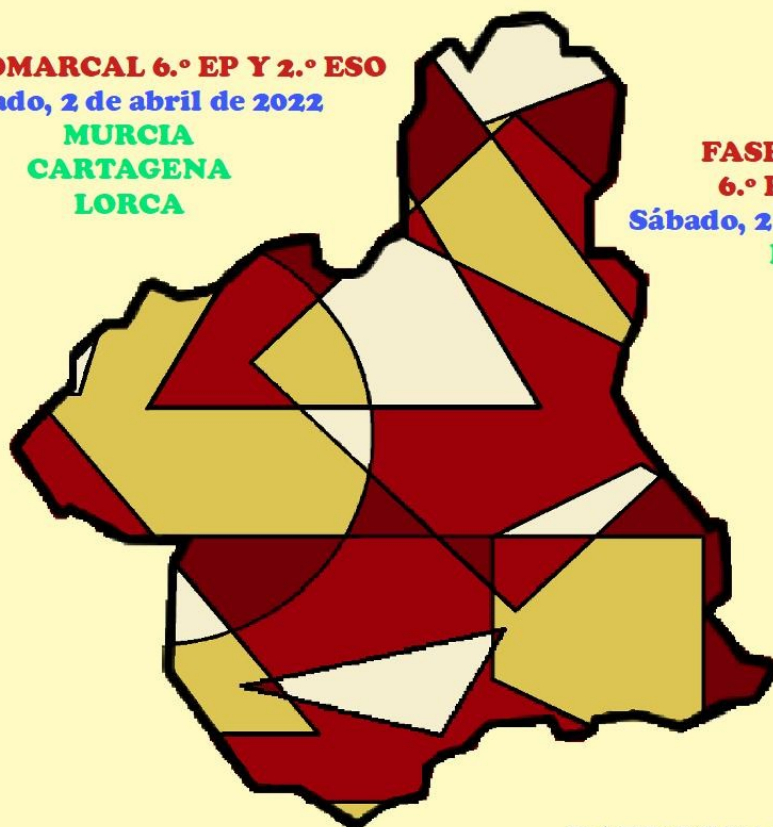 OMARCAL 6.º EP Y 2.º ESO
ado, 2 de abril de 2022
MURCIA
CARTAGENA
LORCA
FASE
6.º
Sábado, 2